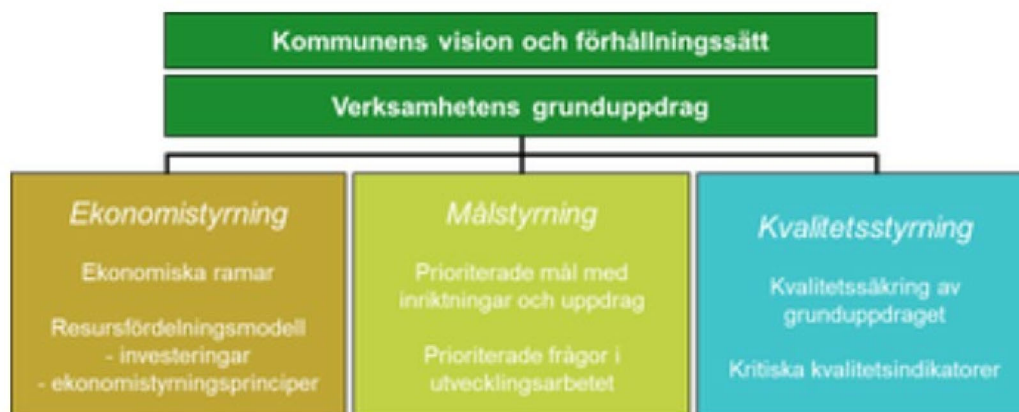 Kommunens vision och förhållningssätt
Verksamhetens grunduppdrag
Ekonomistyrning
Ekonomiska ramar
Resursfördelningsmodell
- investeringar
- ekonomistyrningsprinciper
Målstyrning
Prioriterade mål med
inriktningar och uppdrag
Prioriterade frågor i
utvecklingsarbetet
Kvalitetsstyrning
Kvalitetssäkring av
grunduppdraget
Kritiska kvalitetsindikatorer